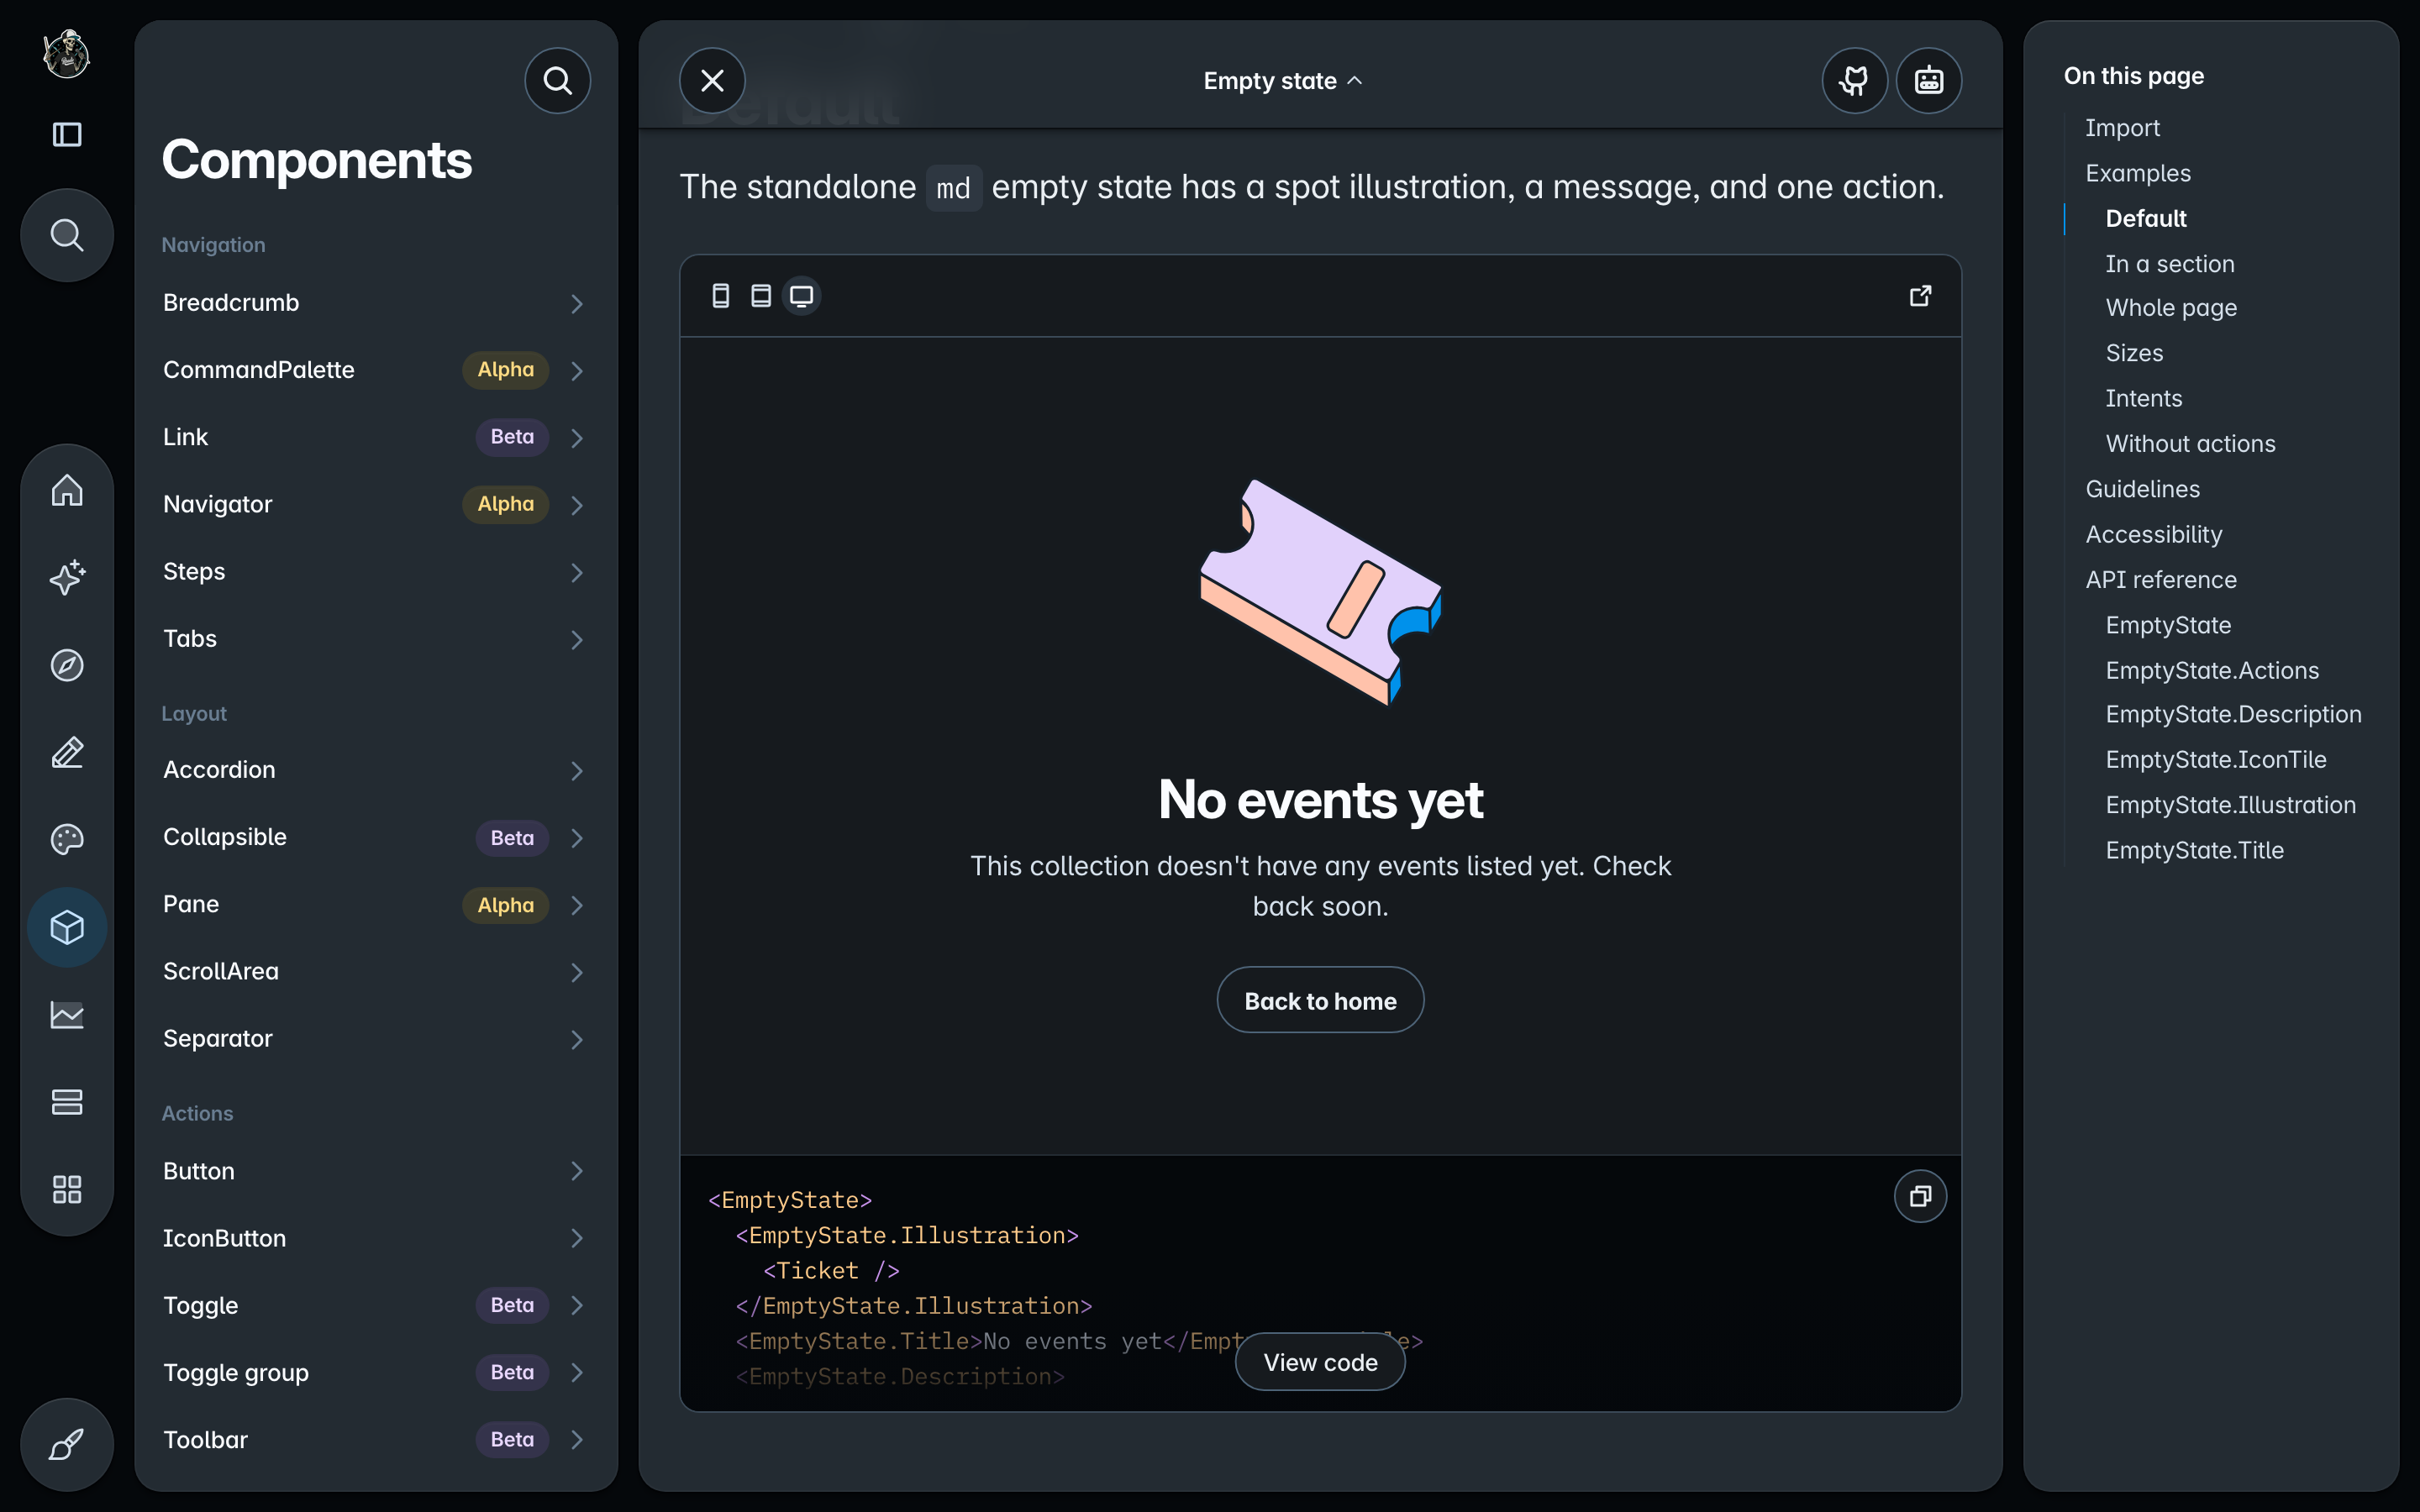 Components
Navigation
Breadcrumb
CommandPalette Alpha
Link Beta
Navigator Alpha
Steps
Tabs
Layout
Accordion
Collapsible Beta
Pane Alpha
ScrollArea
Separator
Actions
Button
IconButton
Toggle Beta
Toggle group Beta
Toolbar Beta
Empty state
Default
The standalone md empty state has a spot illustration, a message, and one action.
No events yet
This collection doesn't have any events listed yet. Check
back soon.
Back to home
<EmptyState>
<EmptyState.Illustration>
<Ticket />
</EmptyState.Illustration>
<EmptyState.Title>No events yet</Empt
<EmptyState.Description>
View code
On this page
Import
Examples
Default
In a section
Whole page
Sizes
Intents
Without actions
Guidelines
Accessibility
API reference
EmptyState
EmptyState.Actions
EmptyState.Description
EmptyState.IconTile
EmptyState.Illustration
EmptyState.Title